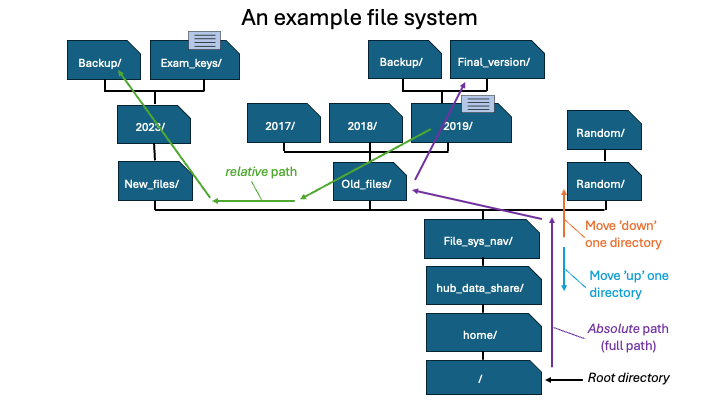 An example file system
Backup/
Exam_keys/
Backup/
Final_version/
2023/
2017/
2018/
2019/
Random/
relative path
New_files/
Old_files/
Random/
File_sys_nav/
Move 'down'
one directory
hub_data_share/
Move 'up' one
directory
home/
Absolute path
(full path)
/
Root directory